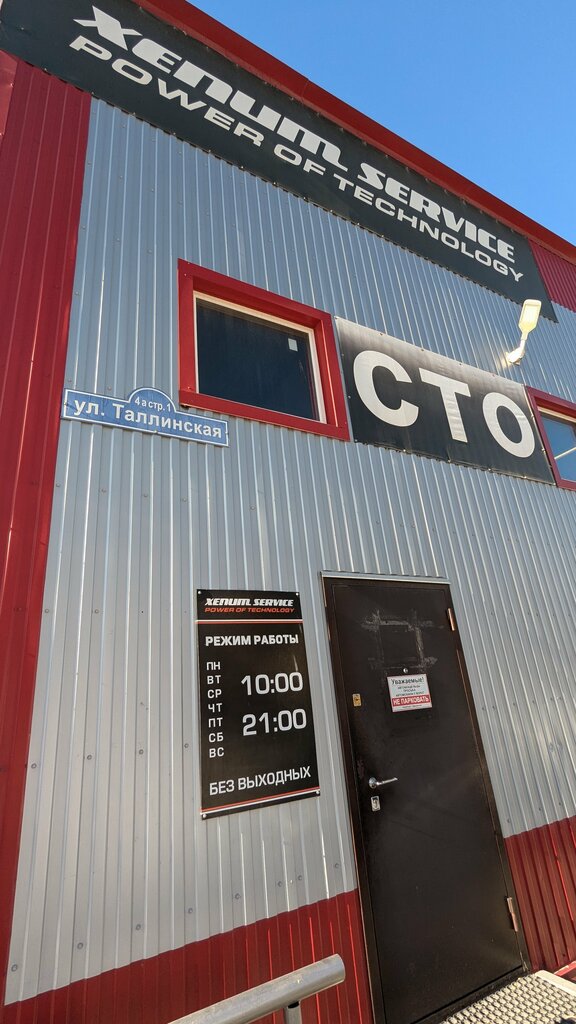 XENUM SERVICE
POWER OF TECHNOLOGY
СТО
4а стр. 1
ул. Таллинская
XENUM SERVICE
POWER OF TECHNOLOGY
РЕЖИМ РАБОТЫ
ПН
ВТ
СР
ЧТ
ПТ
СБ
ВС
10:00
21:00
БЕЗ ВЫХОДНЫХ
Уважаемые!
НЕ ПАРКОВАТЬ